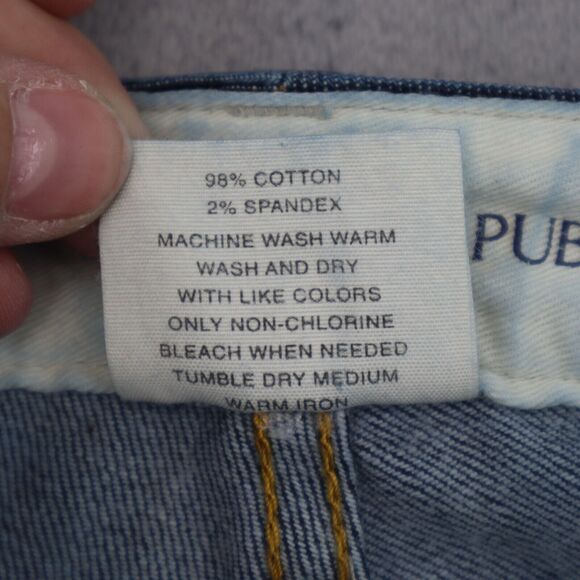 98% COTTON
2% SPANDEX
MACHINE WASH WARM
WASH AND DRY
WITH LIKE COLORS
ONLY NON-CHLORINE
BLEACH WHEN NEEDED
TUMBLE DRY MEDIUM
WARM IRON
PUB